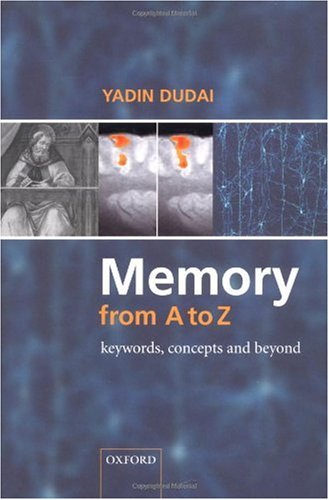 YADIN DUDAI
Memory
from A to Z
keywords, concepts and beyond
OXFORD